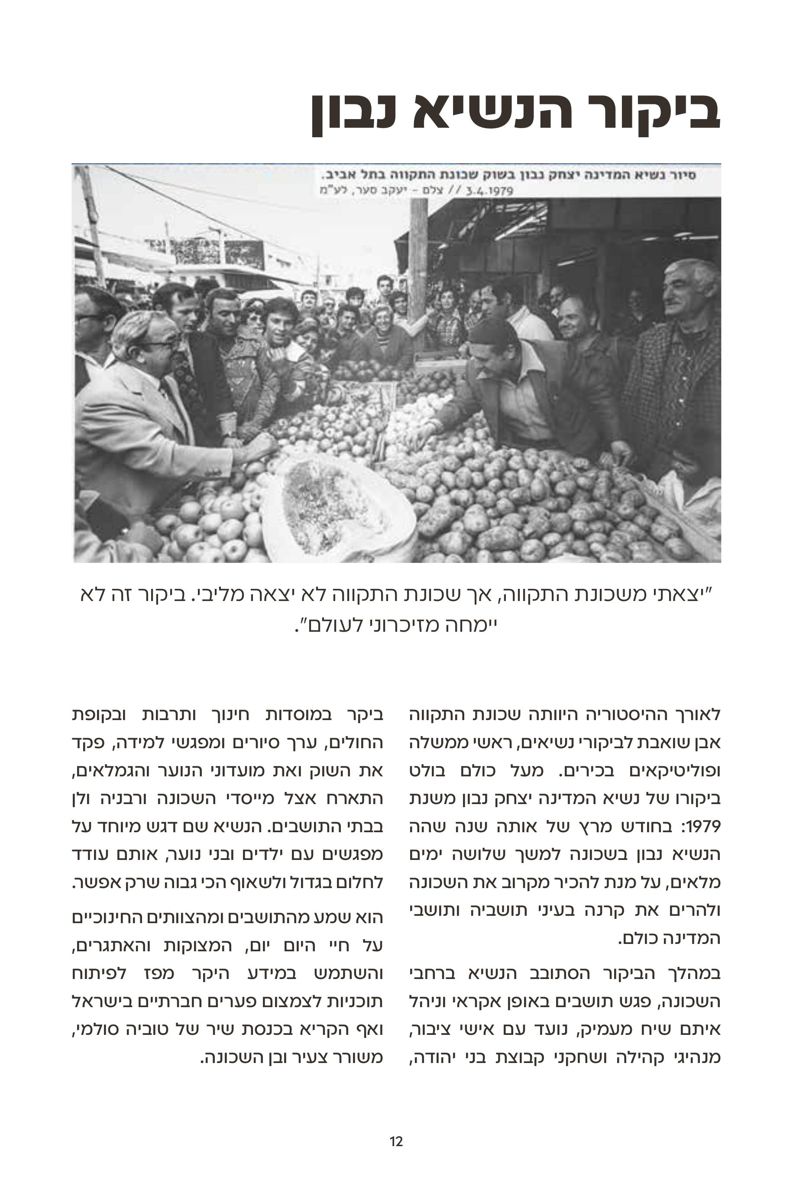 ביקור הנשיא נבון
סיור נשיא המדינה יצחק נבון בשוק שכונת התקווה בתל אביב.
3.4.1979 // צלם - יעקב סער, לע"מ
"יצאתי משכונת התקווה, אך שכונת התקווה לא יצאה מליבי. ביקור זה לא
יימחה מזיכרוני לעולם".
לאורך ההיסטוריה היוותה שכונת התקווה
אבן שואבת לביקורי נשיאים, ראשי ממשלה
ופוליטיקאים בכירים. מעל כולם בולט
ביקורו של נשיא המדינה יצחק נבון משנת
1979: בחודש מרץ של אותה שנה שהה
הנשיא נבון בשכונה למשך שלושה ימים
מלאים, על מנת להכיר מקרוב את השכונה
ולהרים את קרנה בעיני תושביה ותושבי
המדינה כולם.
במהלך הביקור הסתובב הנשיא ברחבי
השכונה, פגש תושבים באופן אקראי וניהל
איתם שיח מעמיק, נועד עם אישי ציבור,
מנהיגי קהילה ושחקני קבוצת בני יהודה,
ביקר במוסדות חינוך ותרבות ובקופת
החולים, ערך סיורים ומפגשי למידה, פקד
את השוק ואת מועדוני הנוער והגמלאים,
התארח אצל מייסדי השכונה ורבניה ולן
בבתי התושבים. הנשיא שם דגש מיוחד על
מפגשים עם ילדים ובני נוער, אותם עודד
לחלום בגדול ולשאוף הכי גבוה שרק אפשר.
הוא שמע מהתושבים ומהצוותים החינוכיים
על חיי היום יום, המצוקות והאתגרים,
והשתמש במידע היקר מפז לפיתוח
תוכניות לצמצום פערים חברתיים בישראל
ואף הקריא בכנסת שיר של טוביה סולמי,
משורר צעיר ובן השכונה.
12